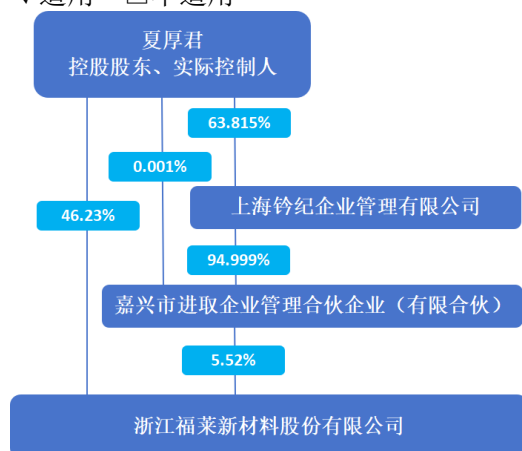 夏厚君
控股股东、实际控制人
63.815%
0.001%
46.23%
上海钤纪企业管理有限公司
94.999%
嘉兴市进取企业管理合伙企业（有限合伙）
5.52%
浙江福莱新材料股份有限公司